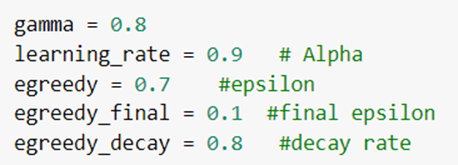 gamma = 0.8
learning_rate = 0.9   # Alpha
egreedy = 0.7    #epsilon
egreedy_final = 0.1  #final epsilon
egreedy_decay = 0.8   #decay rate